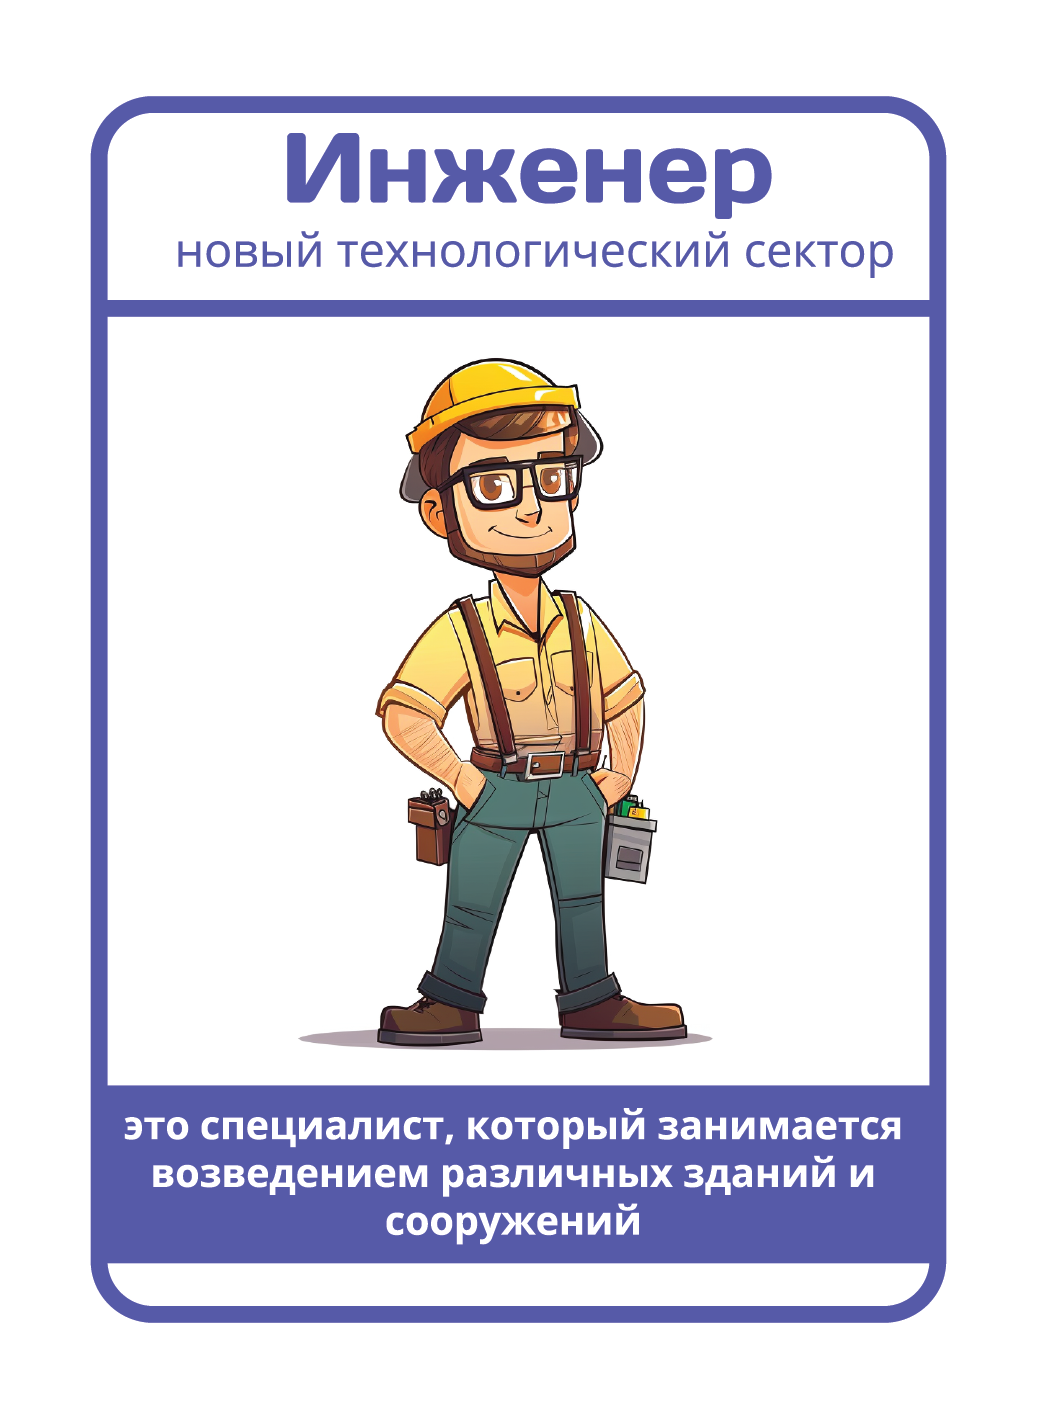 Инженер
новый технологический сектор
это специалист, который занимается
возведением различных зданий и
сооружений